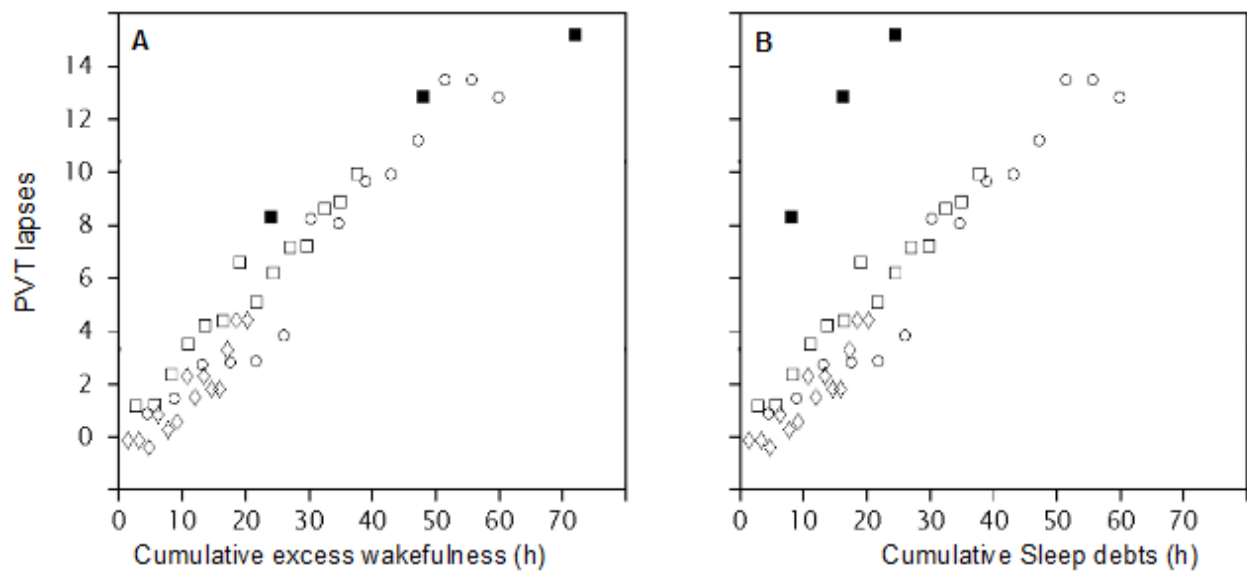 A
B
14
12
10
8
6
4
2
0
PVT lapses
0 10 20 30 40 50 60 70
0 10 20 30 40 50 60 70
Cumulative excess wakefulness (h)
Cumulative Sleep debts (h)